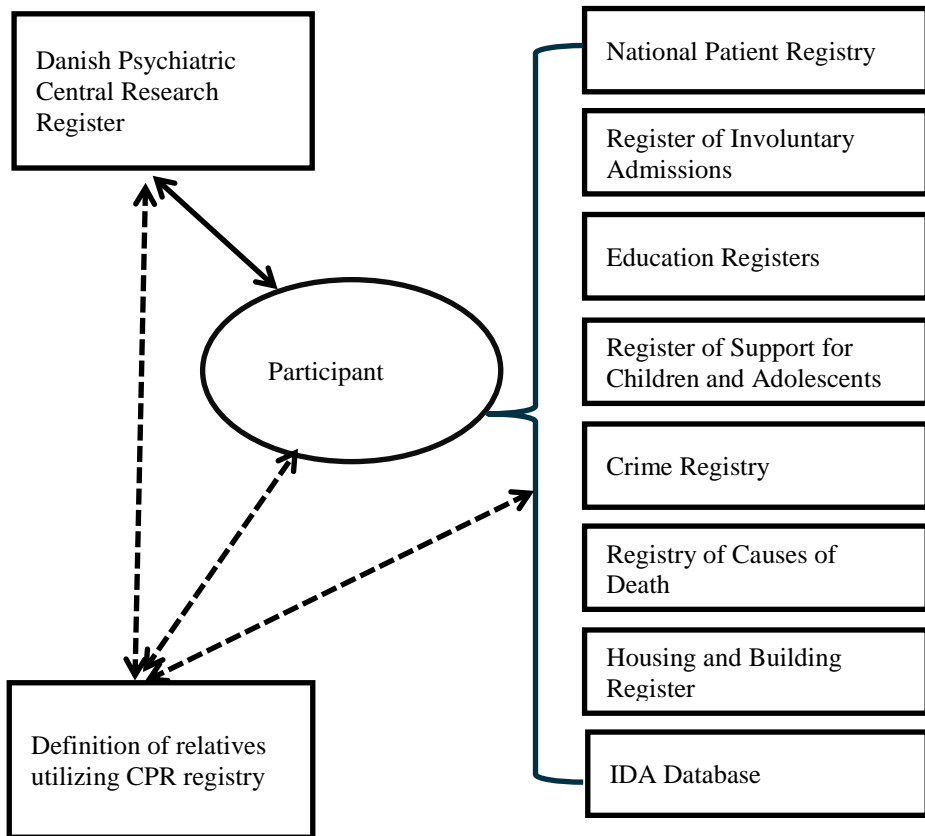 Danish Psychiatric
Central Research
Register
Participant
Definition of relatives
utilizing CPR registry
National Patient Registry
Register of Involuntary
Admissions
Education Registers
Register of Support for
Children and Adolescents
Crime Registry
Registry of Causes of
Death
Housing and Building
Register
IDA Database